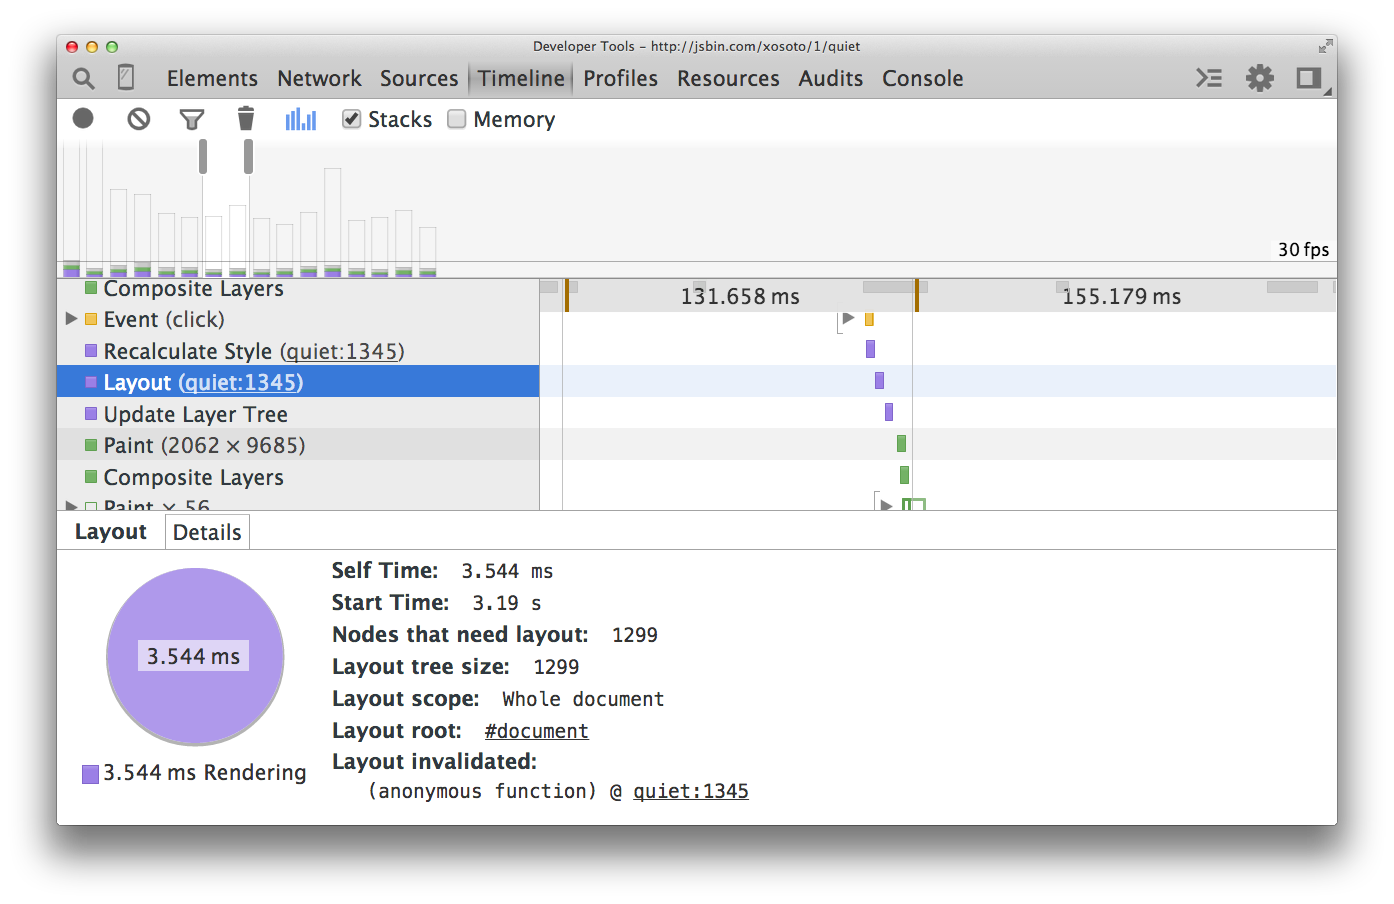 Developer Tools - http://jsbin.com/xosoto/1/quiet
Elements Network Sources Timeline Profiles Resources Audits Console
Stacks Memory
30 fps
Composite Layers
131.658 ms 155.179 ms
Event (click)
Recalculate Style (quiet:1345)
Layout (quiet:1345)
Update Layer Tree
Paint (2062 × 9685)
Composite Layers
Paint × 56
Layout Details
Self Time: 3.544 ms
Start Time: 3.19 s
Nodes that need layout: 1299
3.544 ms
Layout tree size: 1299
Layout scope: Whole document
Layout root: #document
Layout invalidated:
3.544 ms Rendering
(anonymous function) @ quiet:1345